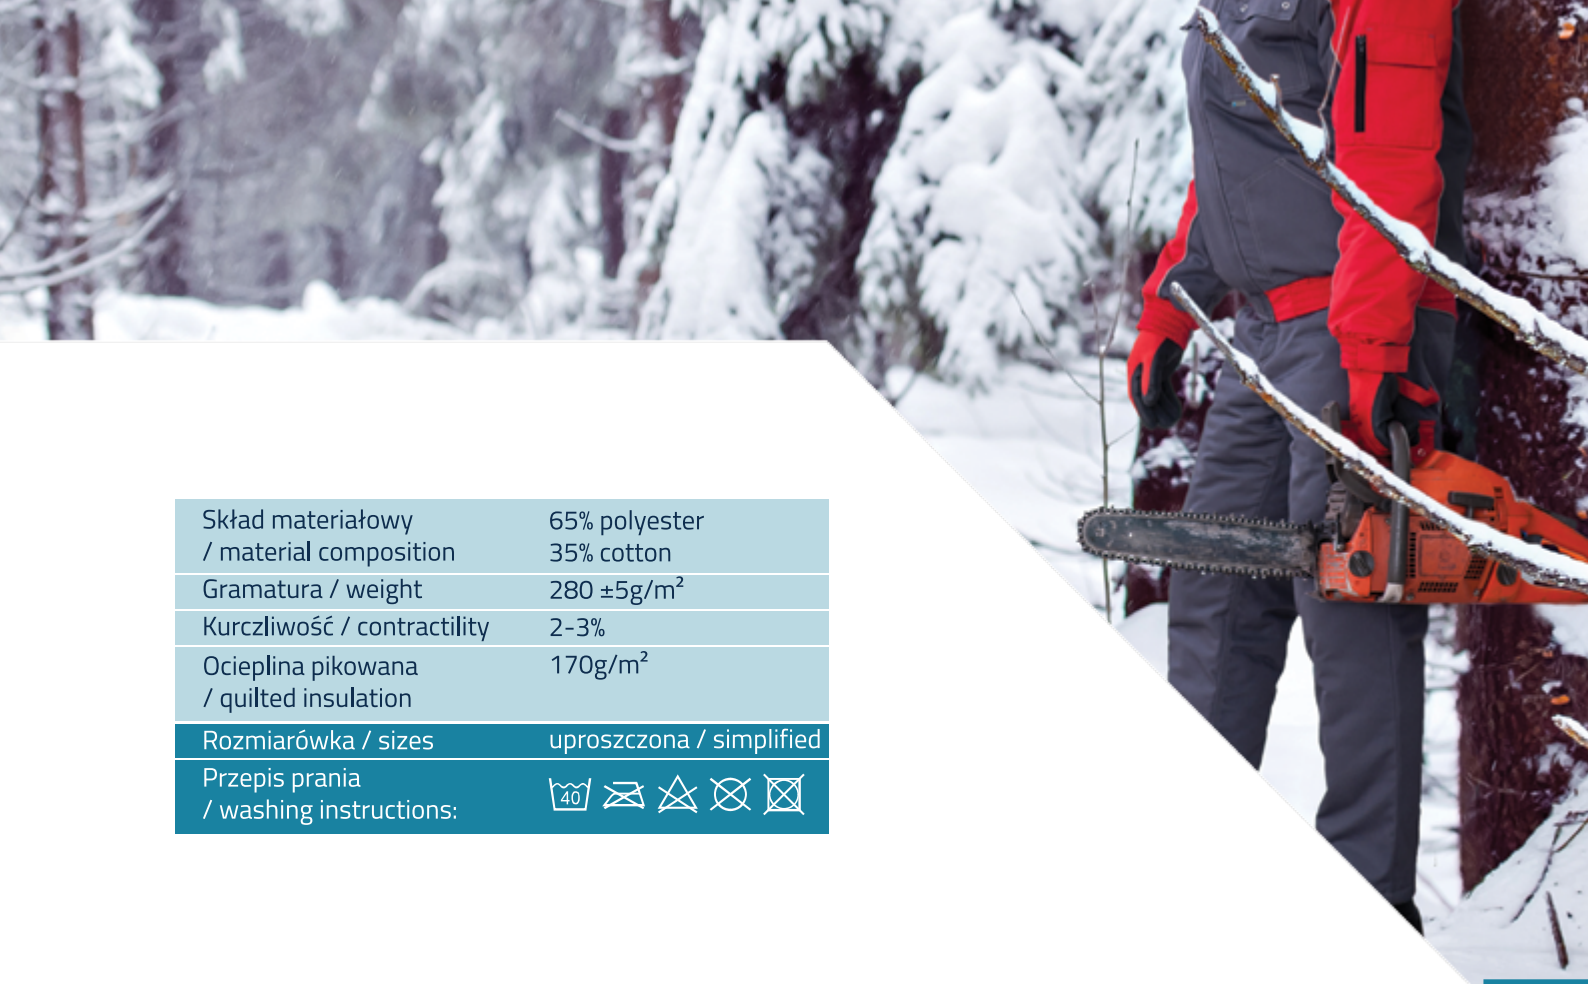 Skład materiałowy
/ material composition
65% polyester
35% cotton
Gramatura / weight
280 ±5g/m²
Kurczliwość / contractility
2-3%
Ocieplina pikowana
/ quilted insulation
170g/m²
Rozmiarówka / sizes
uproszczona / simplified
Przepis prania
/ washing instructions:
40